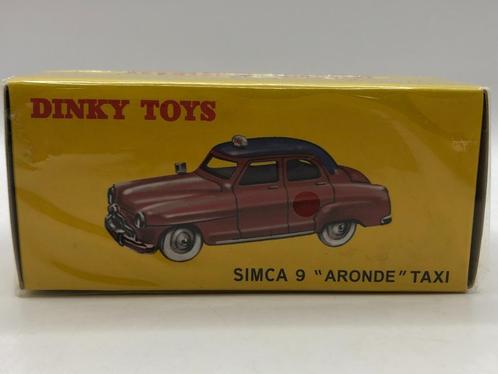 DINKY TOYS
SIMCA 9 "ARONDE" TAXI